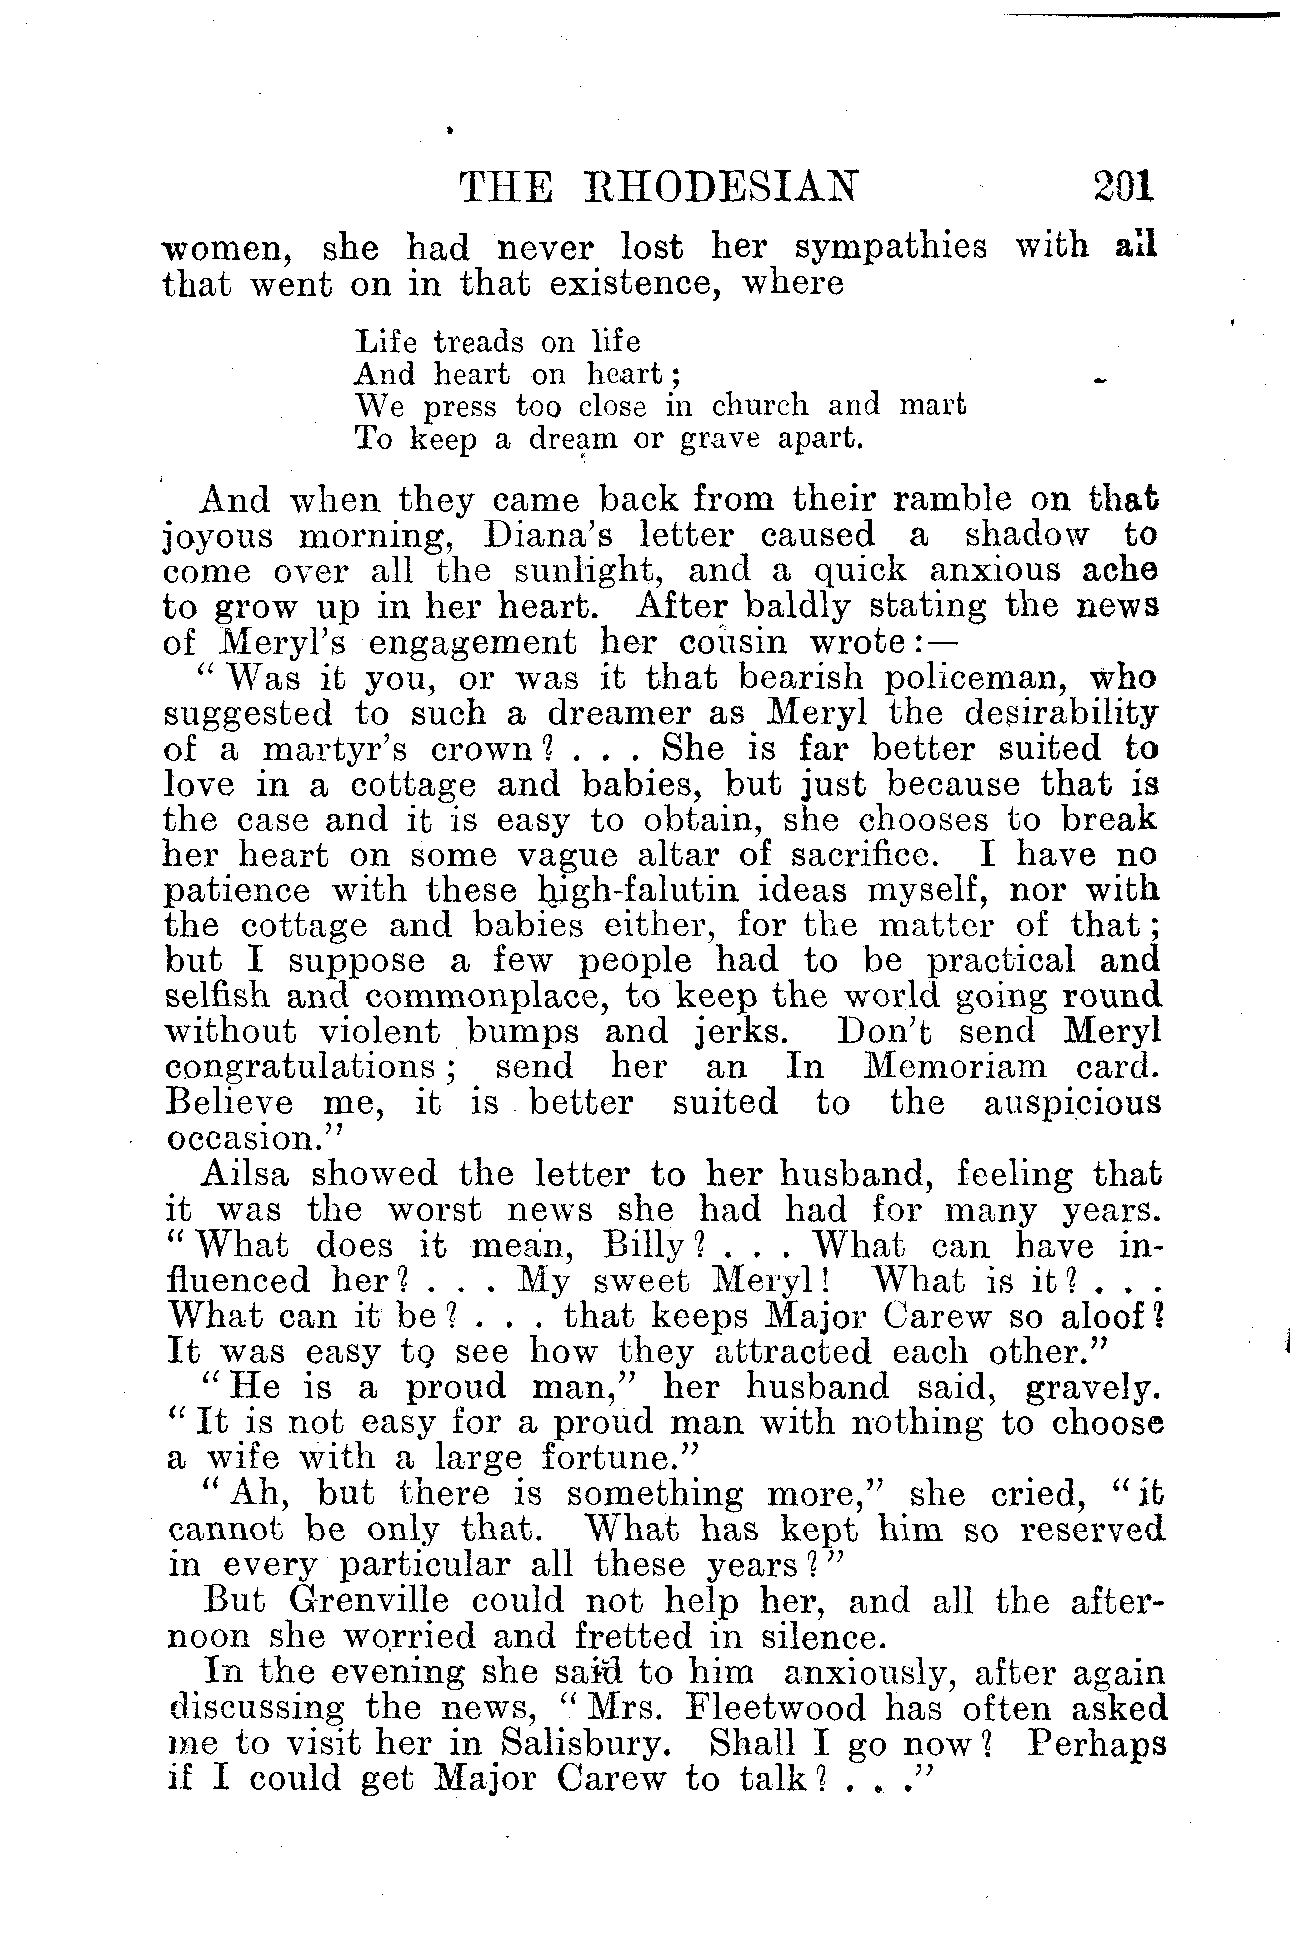 THE RHODESIAN 201
women, she had never lost her sympathies with all
that went on in that existence, where
Life treads on life
And heart on heart;
We press too close in church and mart
To keep a dream or grave apart.
And when they came back from their ramble on that
joyous morning, Diana's letter caused a shadow to
come over all the sunlight, and a quick anxious ache
to grow up in her heart. After baldly stating the news
of Meryl's engagement her cousin wrote:—
"Was it you, or was it that bearish policeman, who
suggested to such a dreamer as Meryl the desirability
of a martyr's crown? . . . She is far better suited to
love in a cottage and babies, but just because that is
the case and it is easy to obtain, she chooses to break
her heart on some vague altar of sacrifice. I have no
patience with these high-falutin ideas myself, nor with
the cottage and babies either, for the matter of that;
but I suppose a few people had to be practical and
selfish and commonplace, to keep the world going round
without violent bumps and jerks. Don't send Meryl
congratulations; send her an In Memoriam card.
Believe me, it is better suited to the auspicious
occasion."
Ailsa showed the letter to her husband, feeling that
it was the worst news she had had for many years.
"What does it mean, Billy? . . . What can have in-
fluenced her? . . . My sweet Meryl! What is it? . . .
What can it be? . . . that keeps Major Carew so aloof?
It was easy to see how they attracted each other."
"He is a proud man," her husband said, gravely.
"It is not easy for a proud man with nothing to choose
a wife with a large fortune."
"Ah, but there is something more," she cried, "it
cannot be only that. What has kept him so reserved
in every particular all these years?"
But Grenville could not help her, and all the after-
noon she worried and fretted in silence.
In the evening she said to him anxiously, after again
discussing the news, "Mrs. Fleetwood has often asked
me to visit her in Salisbury. Shall I go now? Perhaps
if I could get Major Carew to talk? . . ."